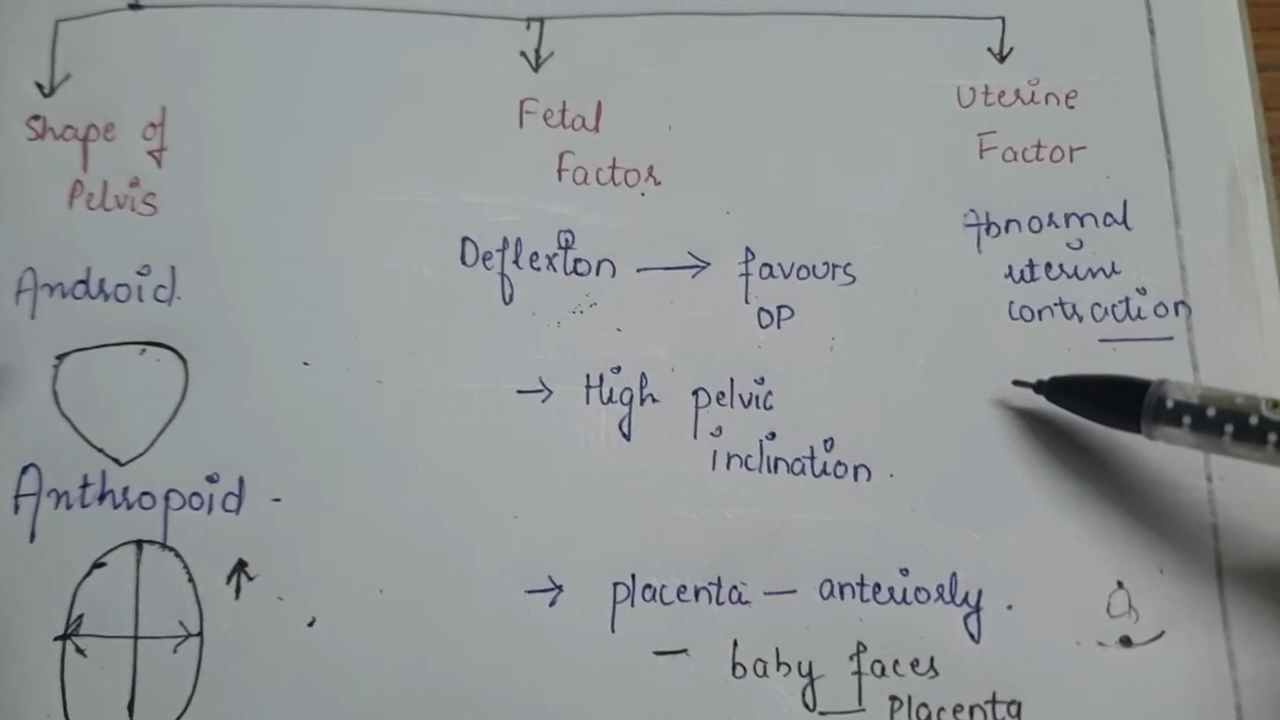 Shape of
Pelvis
Android.
Anthropoid -
Fetal
Factor
Deflexion → favours
OP
→ High pelvic
inclination.
→ placenta — anteriorly.
— baby faces
Placenta
Uterine
Factor
Abnormal
uterine
contraction